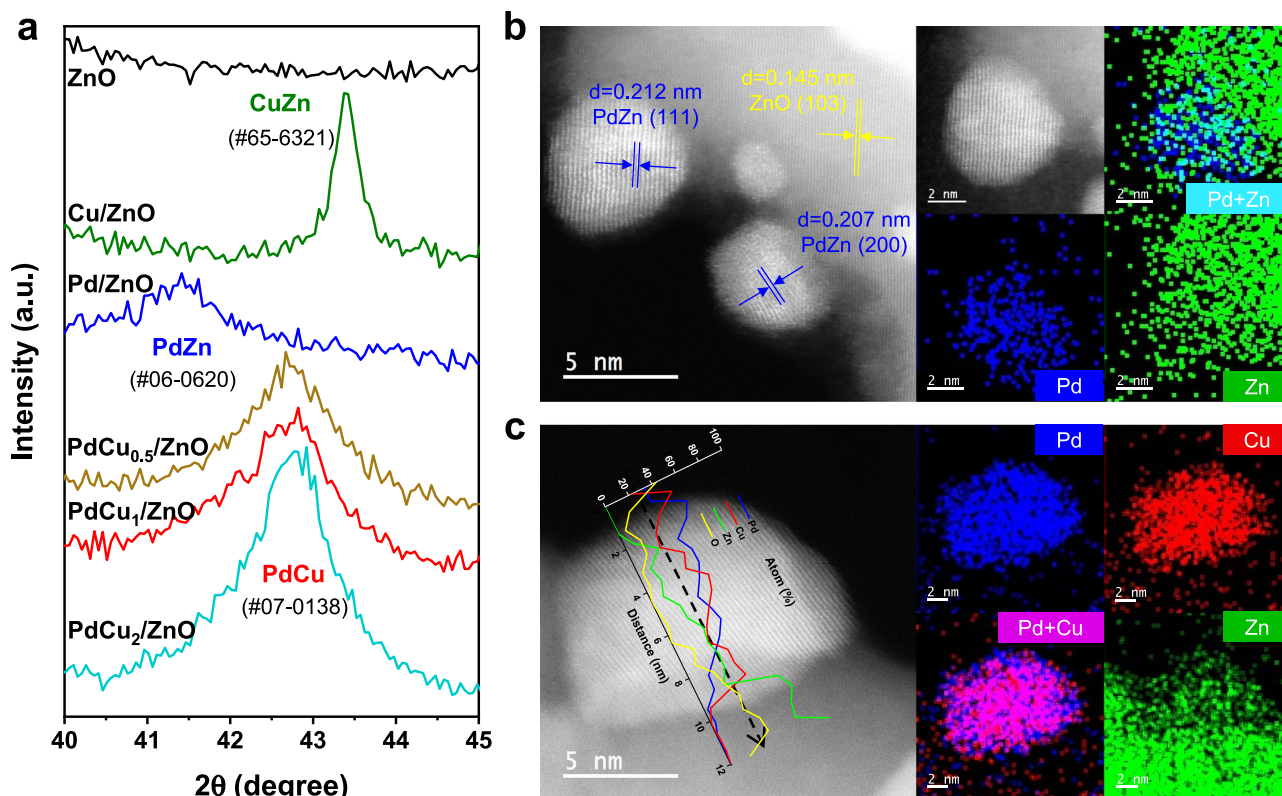 a
ZnO
CuZn
(#65-6321)
Cu/ZnO
Pd/ZnO
PdZn
(#06-0620)
PdCu0.5/ZnO
PdCu1/ZnO
PdCu
(#07-0138)
PdCu2/ZnO
Intensity (a.u.)
40 41 42 43 44 45
2θ (degree)
b
d=0.212 nm
PdZn (111)
d=0.145 nm
ZnO (103)
d=0.207 nm
PdZn (200)
5 nm
2 nm
2 nm
Pd+Zn
2 nm
Pd
2 nm
Zn
c
0 20 40 60 80 100
Pd
Cu
Zn
O
Atom (%)
2 4 6 8 10 12
Distance (nm)
5 nm
Pd
2 nm
Cu
2 nm
Pd+Cu
2 nm
Zn
2 nm